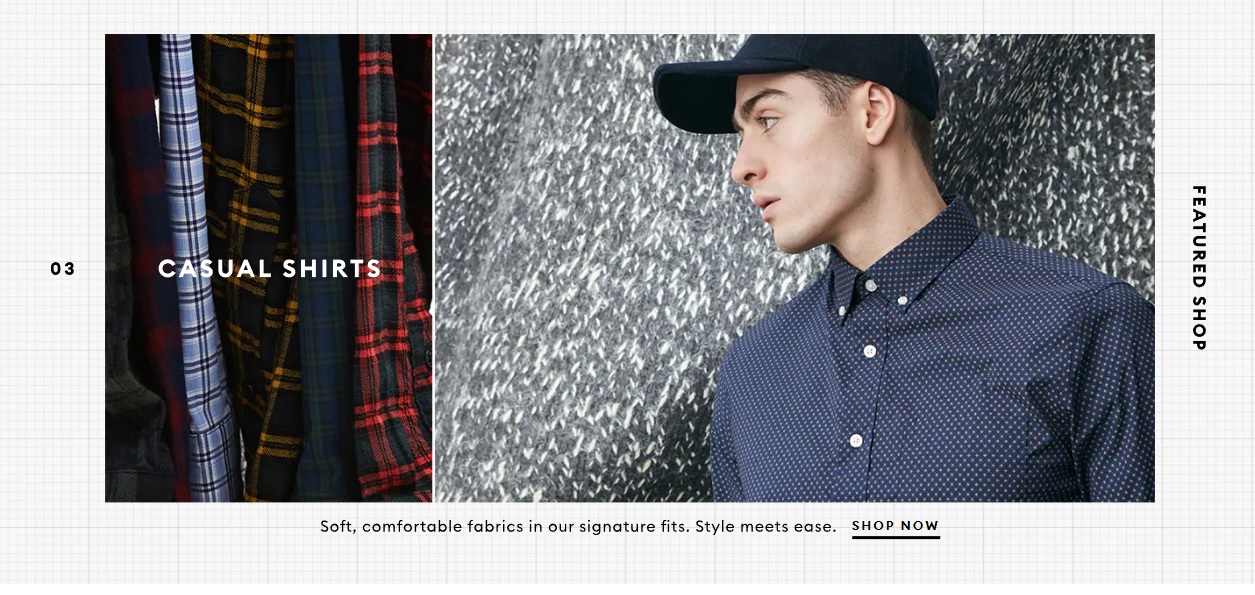 03
CASUAL SHIRTS
FEATURED SHOP
Soft, comfortable fabrics in our signature fits. Style meets ease. SHOP NOW